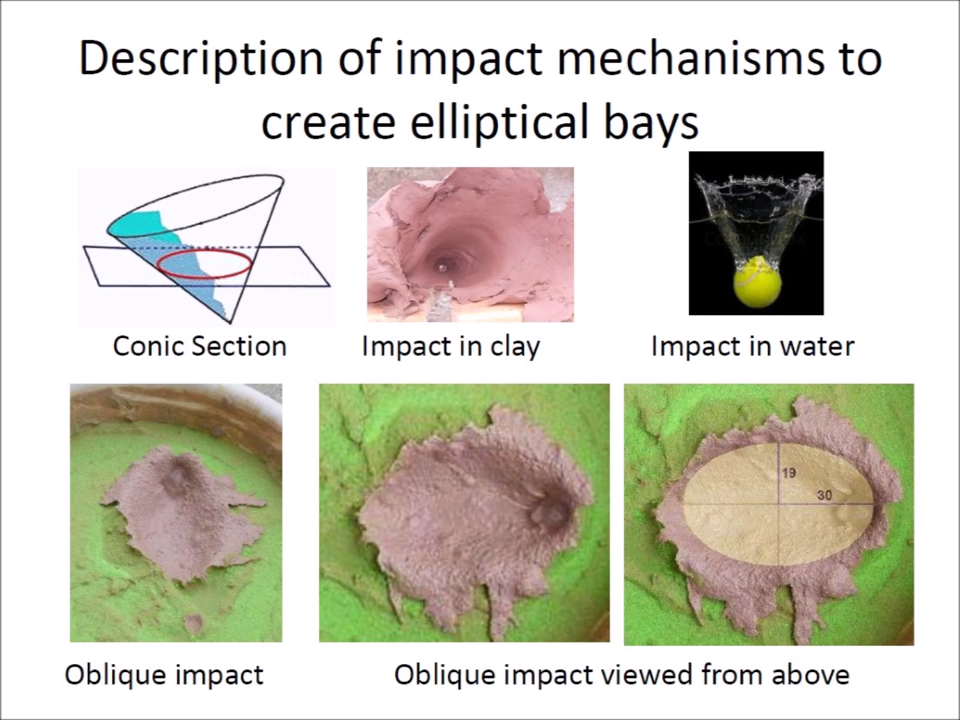 Description of impact mechanisms to
create elliptical bays
Conic Section
Impact in clay
Impact in water
19
30
Oblique impact
Oblique impact viewed from above